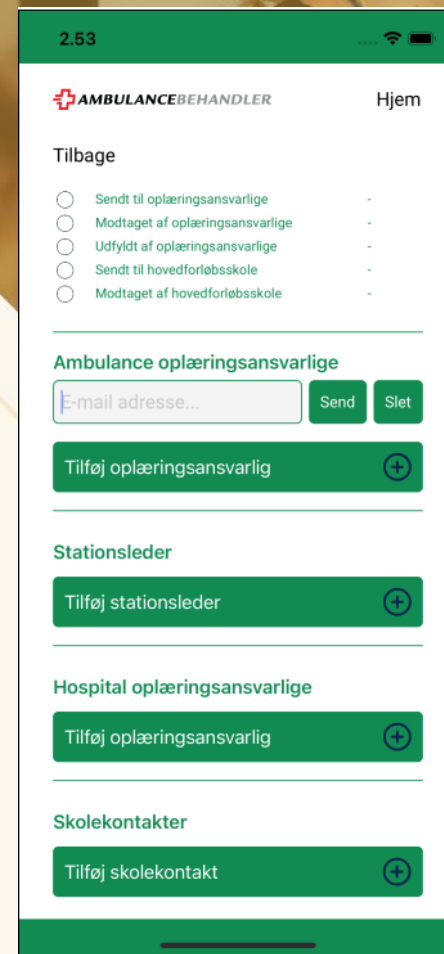 2.53
AMBULANCEBEHANDLER Hjem
Tilbage
Sendt til oplæringsansvarlige -
Modtaget af oplæringsansvarlige -
Udfyldt af oplæringsansvarlige -
Sendt til hovedforløbsskole -
Modtaget af hovedforløbsskole -
Ambulance oplæringsansvarlige
E-mail adresse... Send Slet
Tilføj oplæringsansvarlig
Stationsleder
Tilføj stationsleder
Hospital oplæringsansvarlige
Tilføj oplæringsansvarlig
Skolekontakter
Tilføj skolekontakt